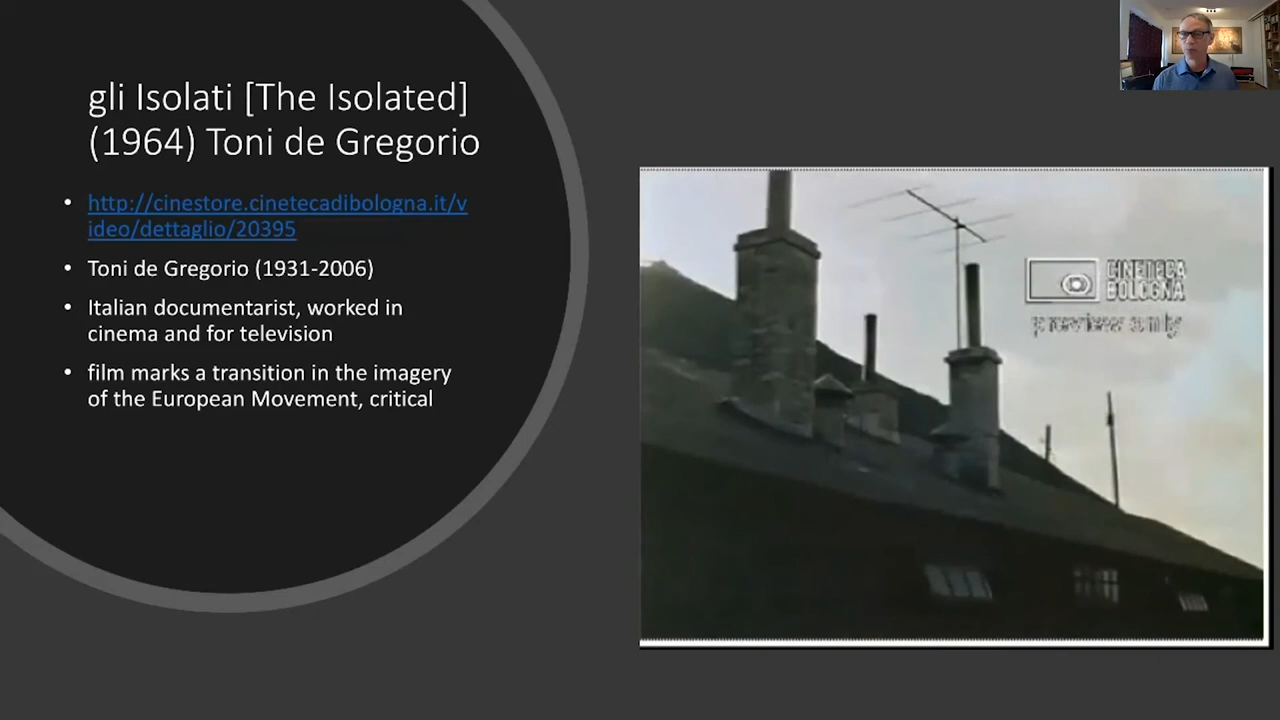 gli Isolati [The Isolated]
(1964) Toni de Gregorio
• http://cinestore.cinetecadibologna.it/v
ideo/dettaglio/20395
• Toni de Gregorio (1931-2006)
• Italian documentarist, worked in
cinema and for television
• film marks a transition in the imagery
of the European Movement, critical
CINETECA
BOLOGNA
preview only